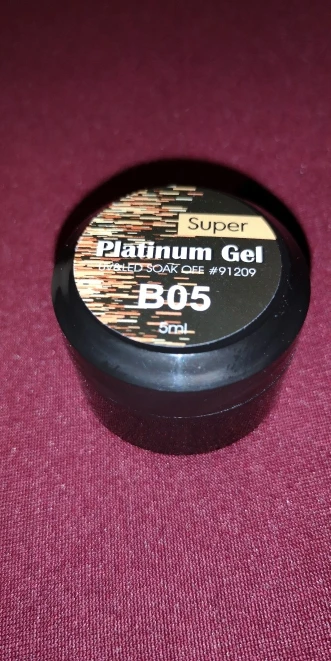 Super
Platinum Gel
UV&LED SOAK OFF #91209
B05
5ml